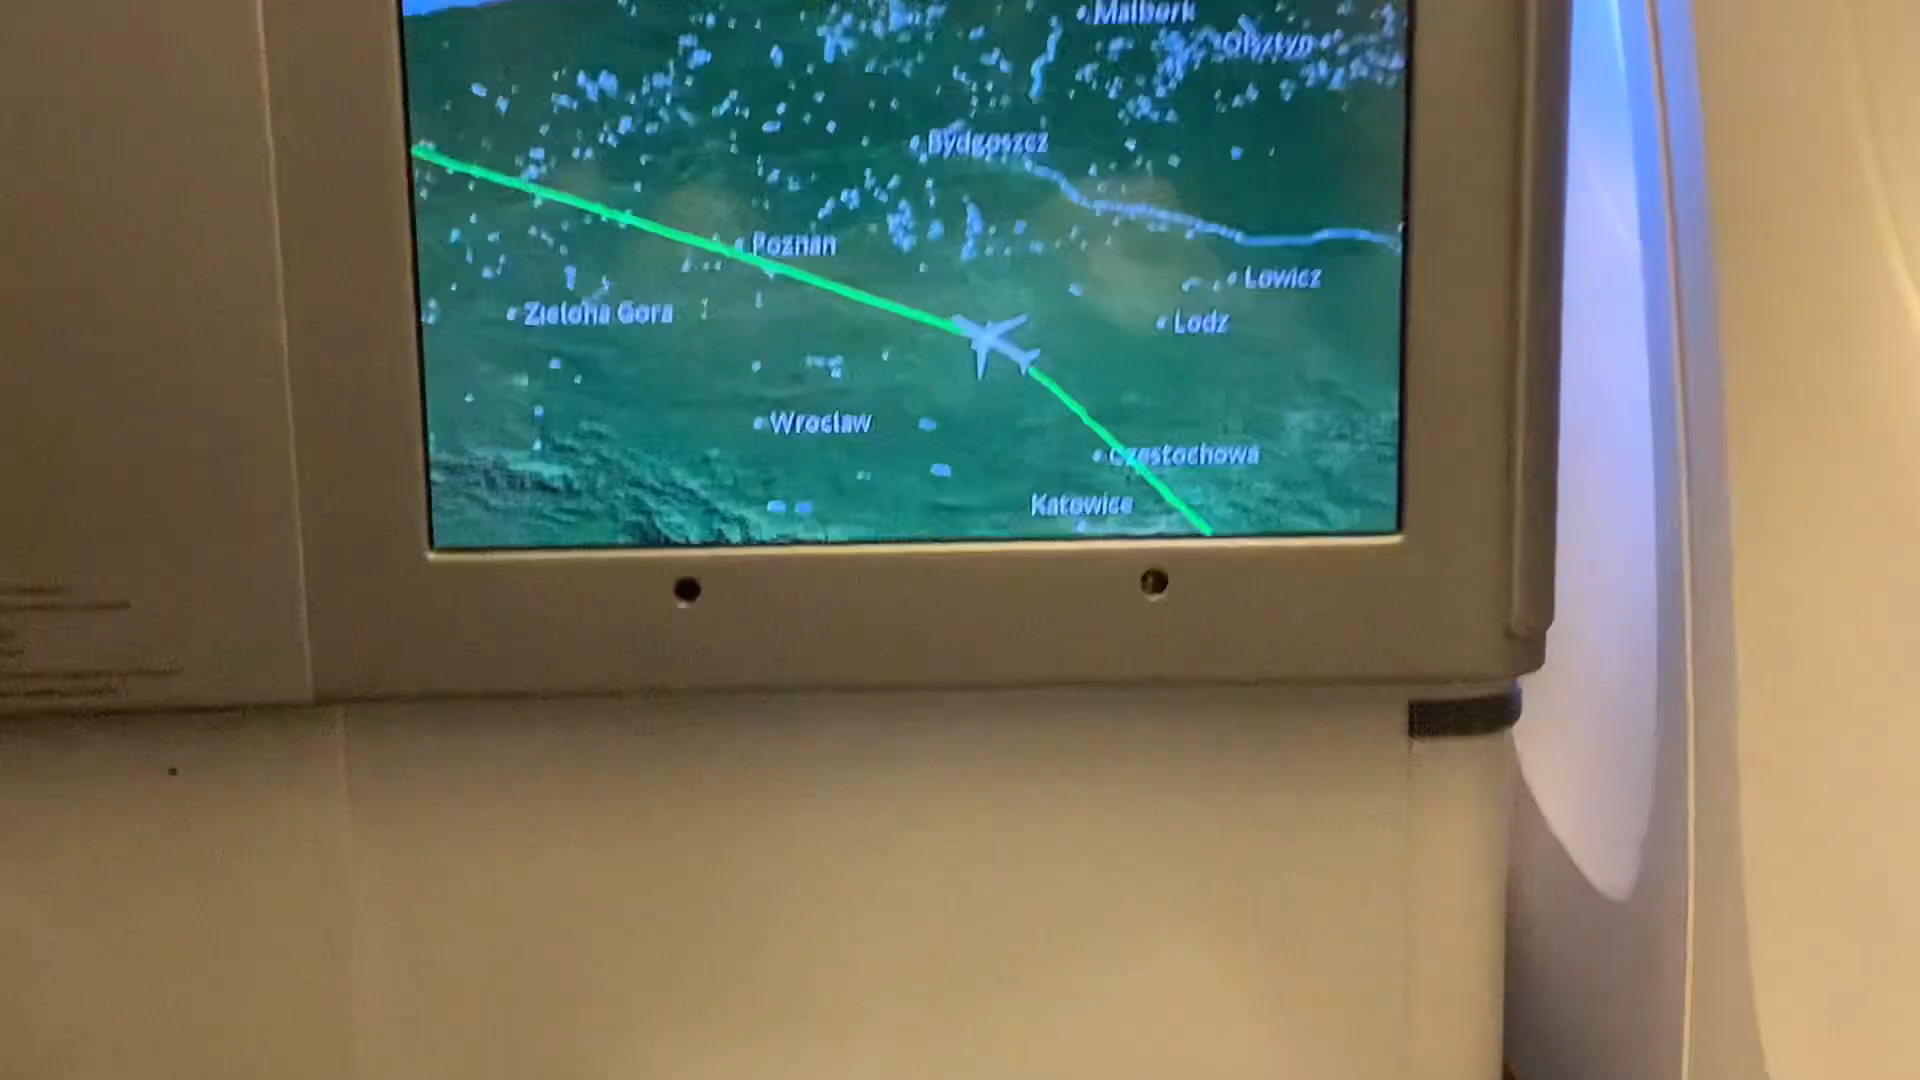 Malbork
Olsztyn
Bydgoszcz
Poznan
Lowicz
Zielona Gora
Lodz
Wroclaw
Czestochowa
Katowice